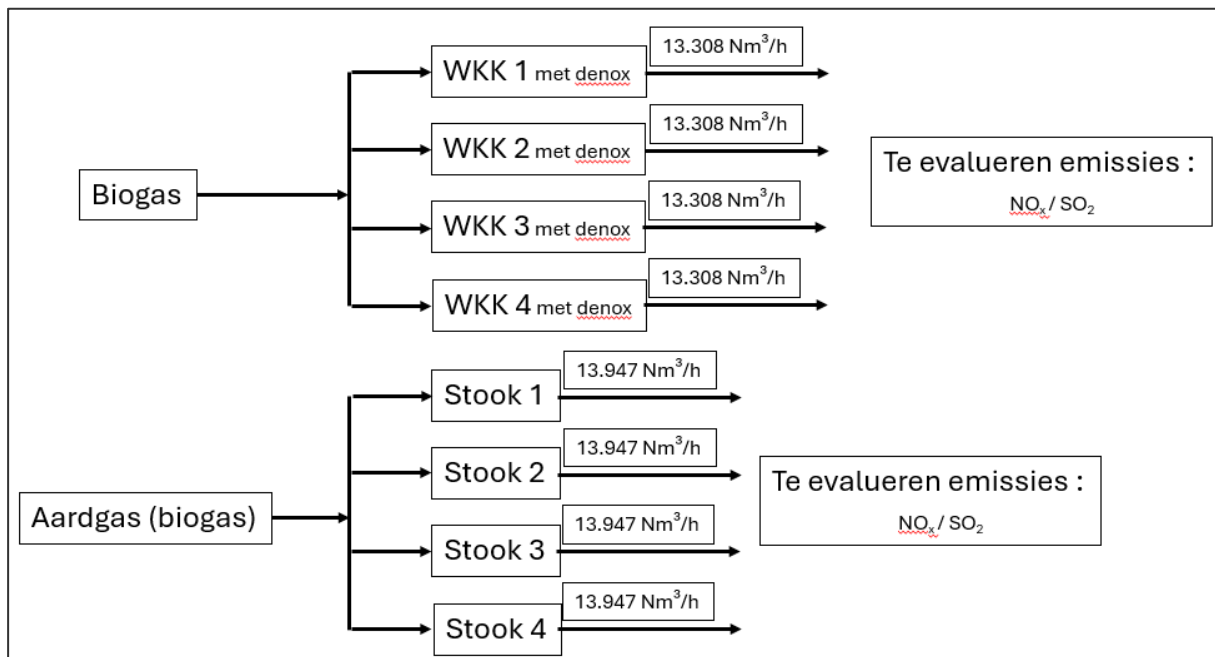 13.308 Nm³/h
WKK 1 met denox
13.308 Nm³/h
WKK 2 met denox
Te evalueren emissies :
NOₓ / SO₂
Biogas
13.308 Nm³/h
WKK 3 met denox
13.308 Nm³/h
WKK 4 met denox
13.947 Nm³/h
Stook 1
13.947 Nm³/h
Stook 2
Te evalueren emissies :
NOₓ / SO₂
Aardgas (biogas)
13.947 Nm³/h
Stook 3
13.947 Nm³/h
Stook 4